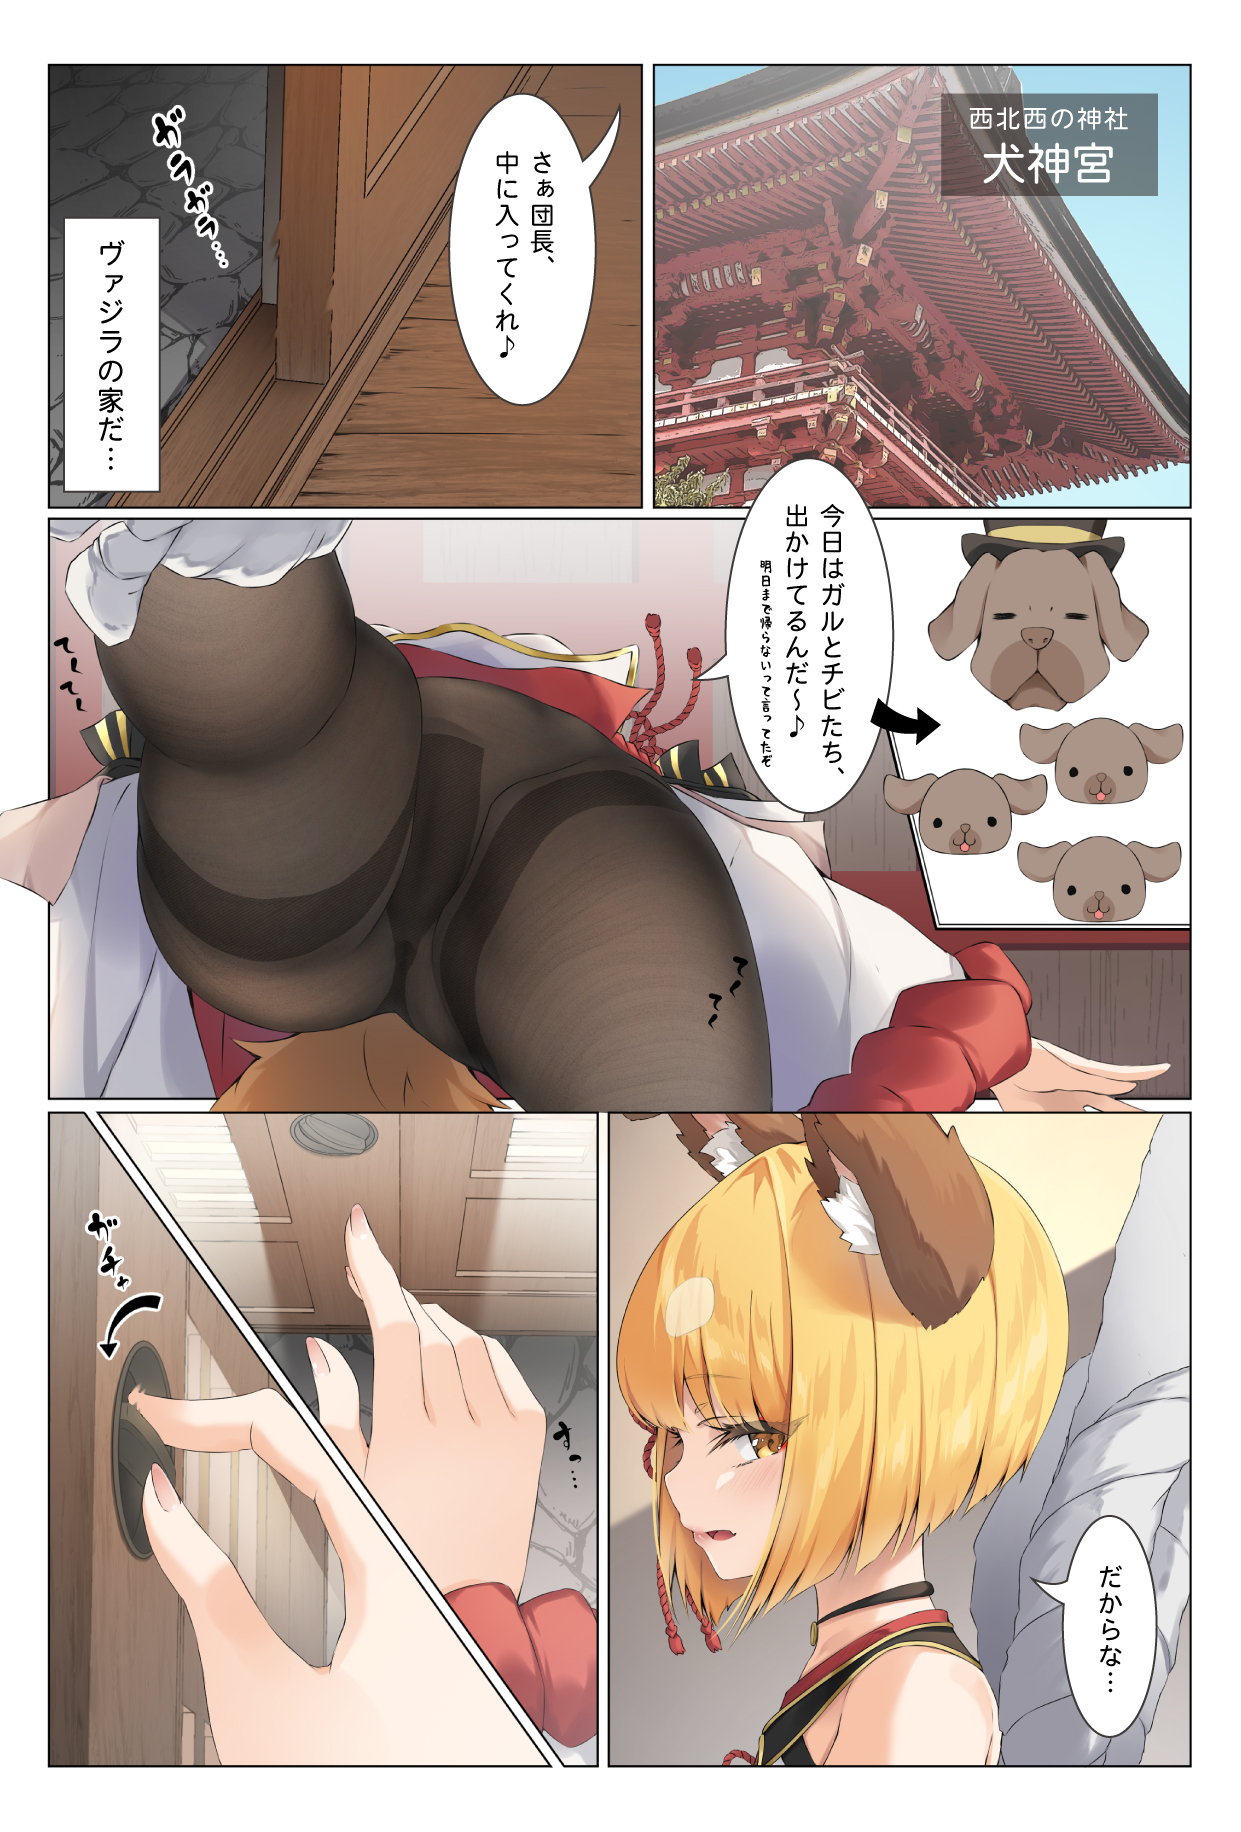 西北西の神社
犬神宮
さぁ団長、
中に入ってくれ♪
ガラガラ…
ヴァジラの家だ…
今日はガルとチビたち、
出かけてるんだ～♪
明日まで帰らないって言ってたぞ
てくてく
てくてく
だからな…
すっ…
ガチャ